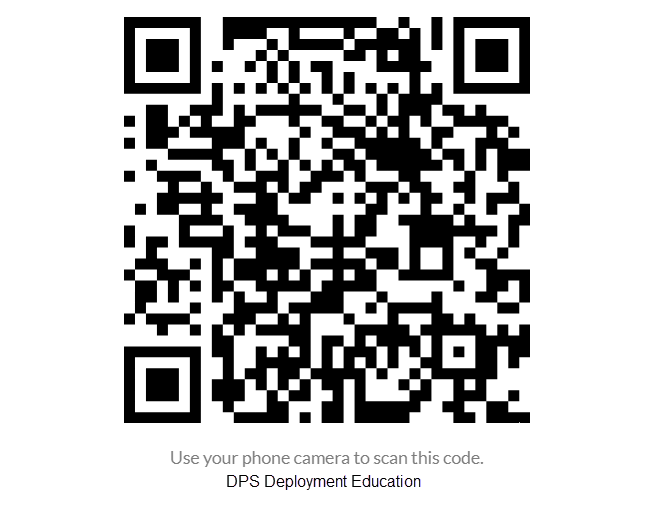 Use your phone camera to scan this code.
DPS Deployment Education